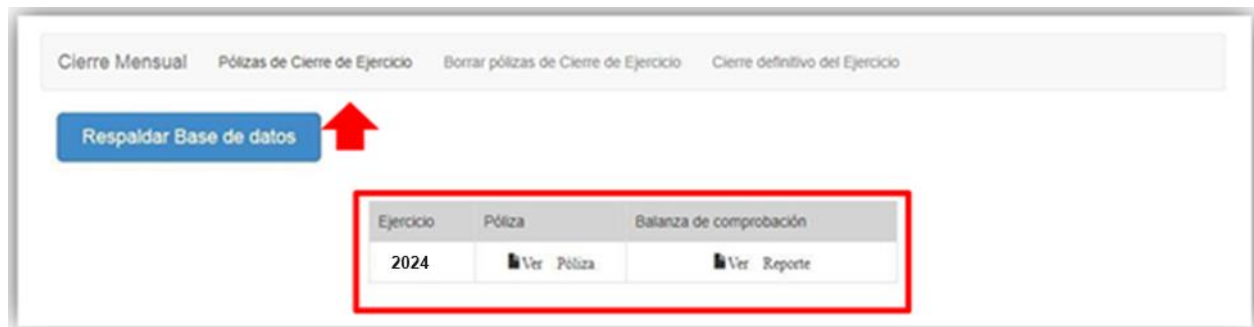 Cierre Mensual Pólizas de Cierre de Ejercicio Borrar pólizas de Cierre de Ejercicio Cierre definitivo del Ejercicio
Respaldar Base de datos
Ejercicio Póliza Balanza de comprobación
2024 Ver Póliza Ver Reporte